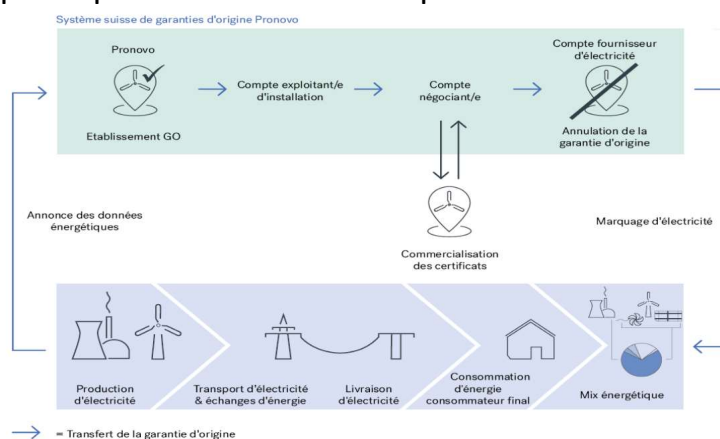 Système suisse de garanties d'origine Pronovo
Pronovo
Etablissement GO
Compte exploitant/e
d'installation
Compte
négociant/e
Compte fournisseur
d'électricité
Annulation de la
garantie d'origine
Annonce des données
énergétiques
Commercialisation
des certificats
Marquage d'électricité
Production
d'électricité
Transport d'électricité
& échanges d'énergie
Livraison
d'électricité
Consommation
d'énergie
consommateur final
Mix énergétique
= Transfert de la garantie d'origine